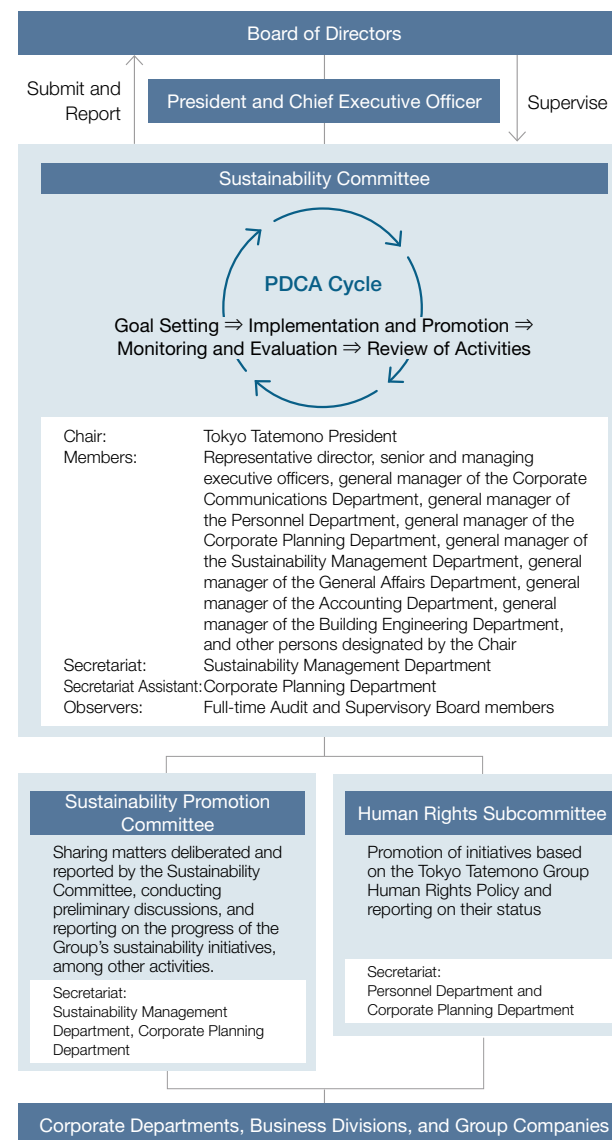 Board of Directors
Submit and
Report
President and Chief Executive Officer
Supervise
Sustainability Committee
PDCA Cycle
Goal Setting ⇒ Implementation and Promotion ⇒
Monitoring and Evaluation ⇒ Review of Activities
Chair: Tokyo Tatemono President
Members: Representative director, senior and managing
executive officers, general manager of the Corporate
Communications Department, general manager of
the Personnel Department, general manager of the
Corporate Planning Department, general manager of
the Sustainability Management Department, general
manager of the General Affairs Department, general
manager of the Accounting Department, general
manager of the Building Engineering Department,
and other persons designated by the Chair
Secretariat: Sustainability Management Department
Secretariat Assistant: Corporate Planning Department
Observers: Full-time Audit and Supervisory Board members
Sustainability Promotion
Committee
Sharing matters deliberated and
reported by the Sustainability
Committee, conducting
preliminary discussions, and
reporting on the progress of the
Group's sustainability initiatives,
among other activities.
Secretariat:
Sustainability Management
Department, Corporate Planning
Department
Human Rights Subcommittee
Promotion of initiatives based
on the Tokyo Tatemono Group
Human Rights Policy and
reporting on their status
Secretariat:
Personnel Department and
Corporate Planning Department
Corporate Departments, Business Divisions, and Group Companies